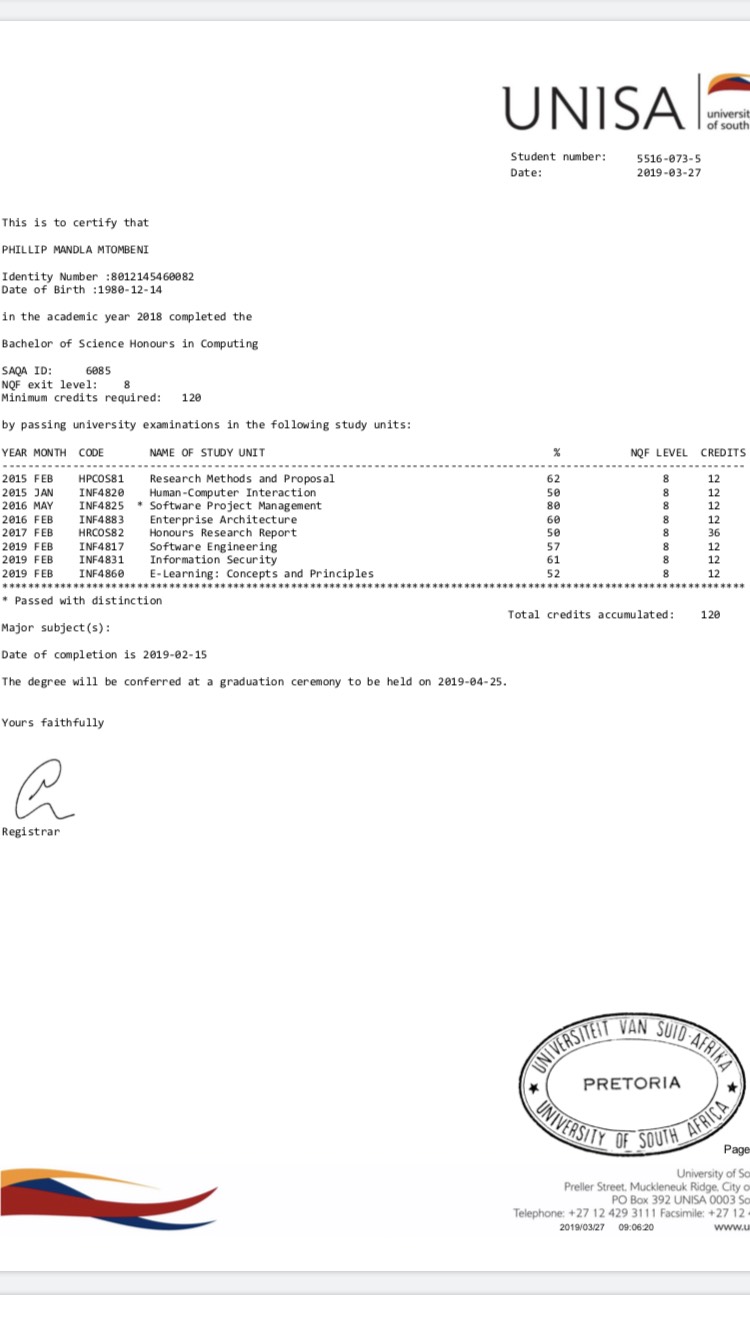 UNISA
universit
of south
Student number: 5516-073-5
Date: 2019-03-27
This is to certify that
PHILLIP MANDLA MTOMBENI
Identity Number :8012145460082
Date of Birth :1980-12-14
in the academic year 2018 completed the
Bachelor of Science Honours in Computing
SAQA ID: 6085
NQF exit level: 8
Minimum credits required: 120
by passing university examinations in the following study units:
YEAR MONTH CODE NAME OF STUDY UNIT % NQF LEVEL CREDITS
2015 FEB HPCOS81 Research Methods and Proposal 62 8 12
2015 JAN INF4820 Human-Computer Interaction 50 8 12
2016 MAY INF4825 * Software Project Management 80 8 12
2016 FEB INF4883 Enterprise Architecture 60 8 12
2017 FEB HRCOS82 Honours Research Report 50 8 36
2019 FEB INF4817 Software Engineering 57 8 12
2019 FEB INF4831 Information Security 61 8 12
2019 FEB INF4860 E-Learning: Concepts and Principles 52 8 12
* Passed with distinction
Total credits accumulated: 120
Major subject(s):
Date of completion is 2019-02-15
The degree will be conferred at a graduation ceremony to be held on 2019-04-25.
Yours faithfully
Registrar
UNIVERSITEIT VAN SUID-AFRIKA
PRETORIA
UNIVERSITY OF SOUTH AFRICA
Page
University of So
Preller Street, Muckleneuk Ridge, City o
PO Box 392 UNISA 0003 So
Telephone: +27 12 429 3111 Facsimile: +27 12
2019/03/27 09:06:20 www.u